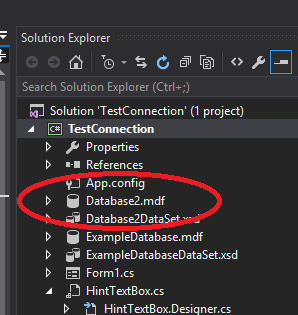 Solution Explorer
Search Solution Explorer (Ctrl+;)
Solution 'TestConnection' (1 project)
C# TestConnection
Properties
References
App.config
Database2.mdf
Database2DataSet.xsd
ExampleDatabase.mdf
ExampleDatabaseDataSet.xsd
Form1.cs
HintTextBox.cs
HintTextBox.Designer.cs